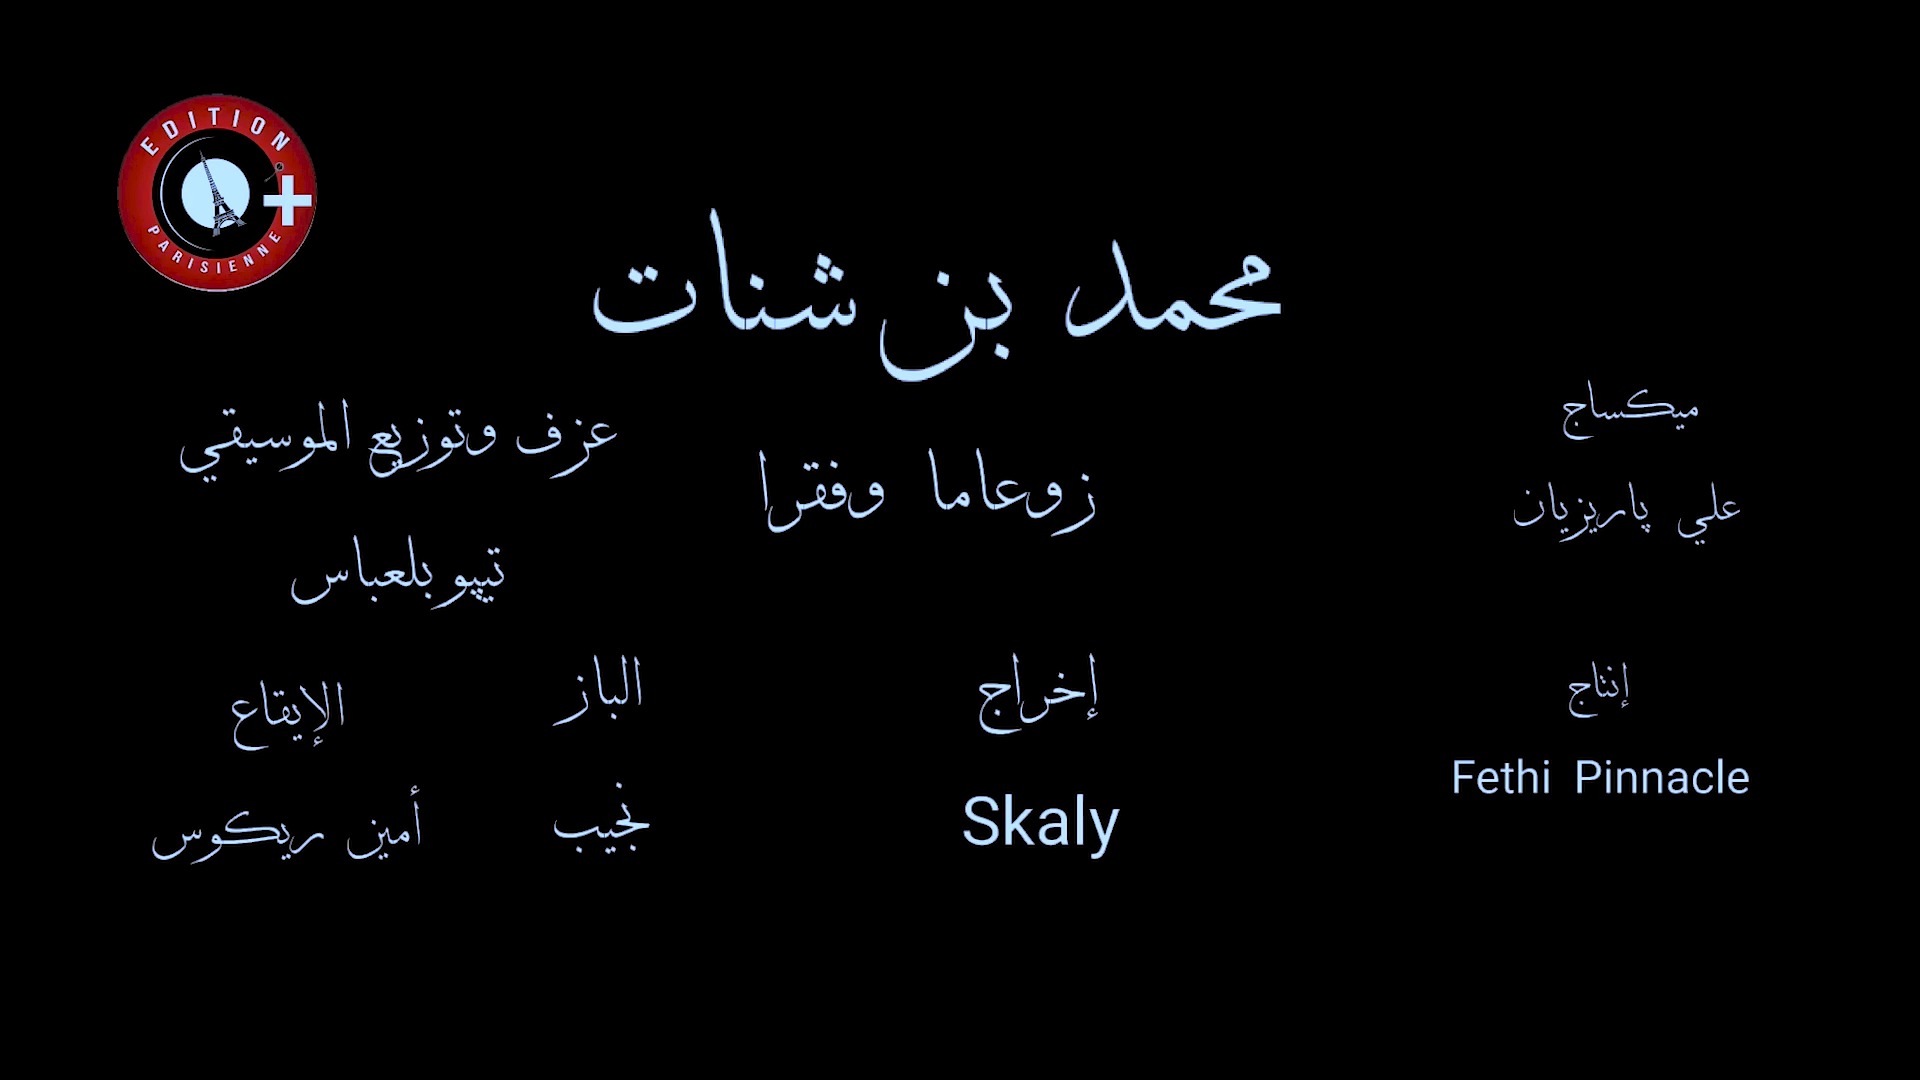 EDITION
PARISIENNE
محمد بن شنات
ميكساج
علي پاريزيان
زوعاما وفقرا
عزف وتوزيع الموسيقي
تيپو بلعباس
إنتاج
Fethi Pinnacle
إخراج
Skaly
الباز
نجيب
الإيقاع
أمين ريكوس